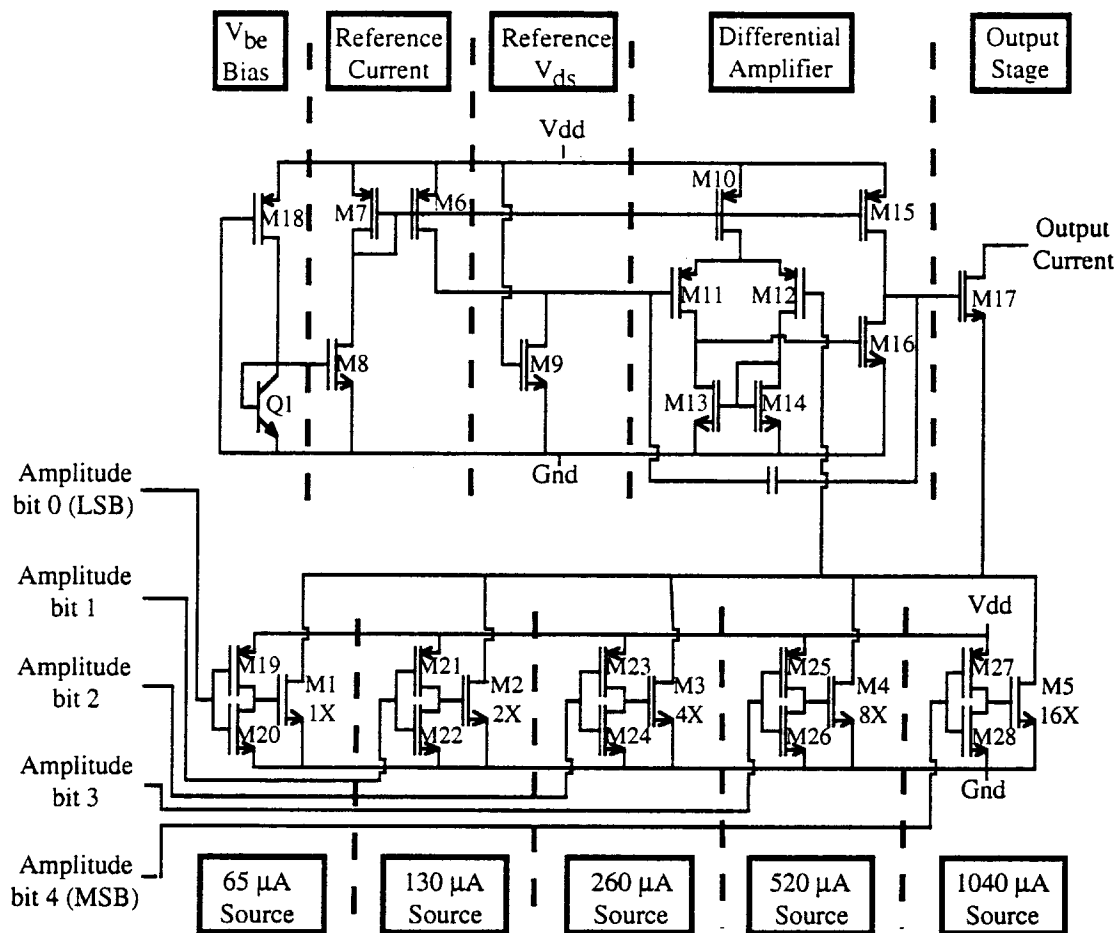 V_be
Bias
Reference
Current
Reference
V_ds
Differential
Amplifier
Output
Stage
Vdd
M18
M7
M6
M10
M15
Output
Current
M11
M12
M17
M8
M9
M16
Q1
M13
M14
Gnd
Amplitude
bit 0 (LSB)
Amplitude
bit 1
Amplitude
bit 2
Amplitude
bit 3
Amplitude
bit 4 (MSB)
Vdd
M19
M20
M1
1X
M21
M22
M2
2X
M23
M24
M3
4X
M25
M26
M4
8X
M27
M28
M5
16X
Gnd
65 µA
Source
130 µA
Source
260 µA
Source
520 µA
Source
1040 µA
Source